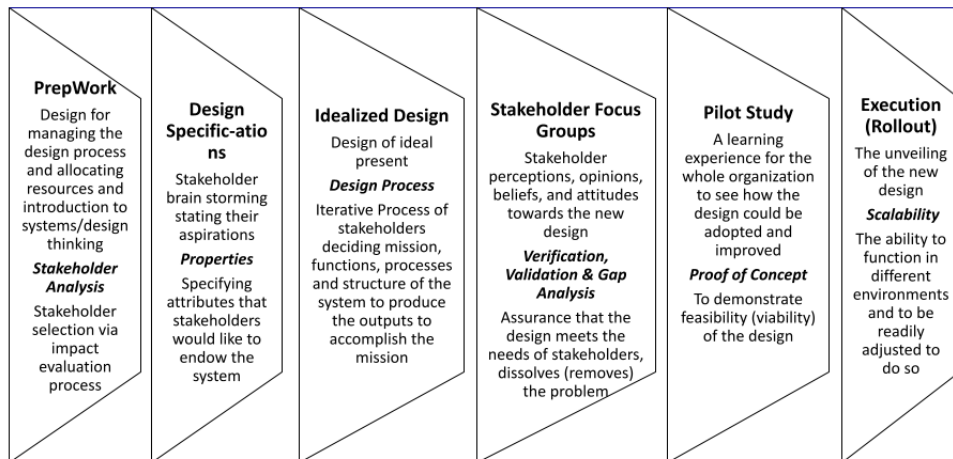 PrepWork
Design for
managing the
design process
and allocating
resources and
introduction to
systems/design
thinking
Stakeholder
Analysis
Stakeholder
selection via
impact
evaluation
process
Design
Specific-atio
ns
Stakeholder
brain storming
stating their
aspirations
Properties
Specifying
attributes that
stakeholders
would like to
endow the
system
Idealized Design
Design of ideal
present
Design Process
Iterative Process of
stakeholders
deciding mission,
functions, processes
and structure of the
system to produce
the outputs to
accomplish the
mission
Stakeholder Focus
Groups
Stakeholder
perceptions, opinions,
beliefs, and attitudes
towards the new
design
Verification,
Validation & Gap
Analysis
Assurance that the
design meets the
needs of stakeholders,
dissolves (removes)
the problem
Pilot Study
A learning
experience for the
whole organization
to see how the
design could be
adopted and
improved
Proof of Concept
To demonstrate
feasibility (viability)
of the design
Execution
(Rollout)
The unveiling
of the new
design
Scalability
The ability to
function in
different
environments
and to be
readily
adjusted to
do so